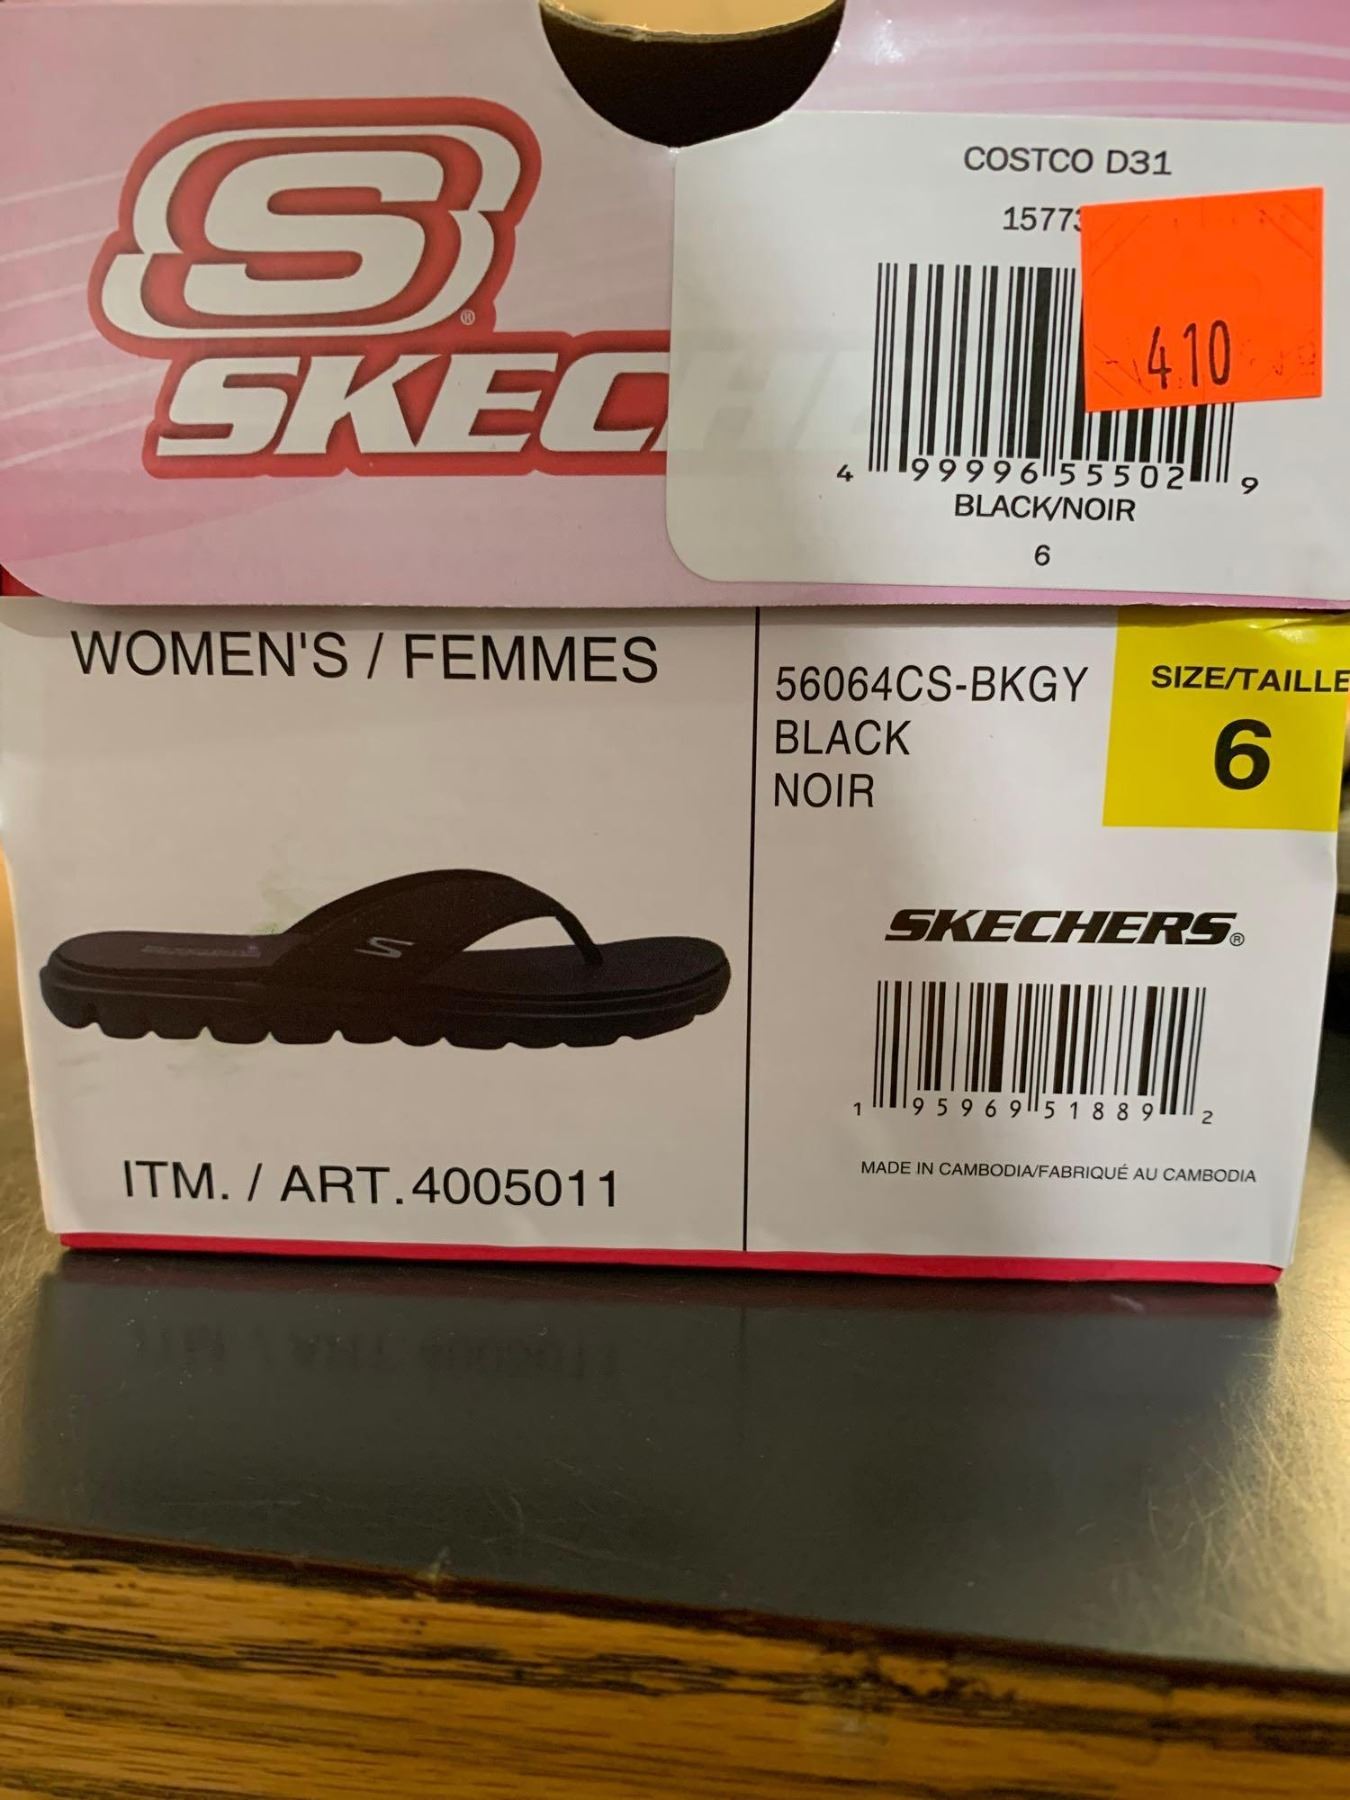 S®
SKECHE
COSTCO D31
1577
410
4 99996 55502 9
BLACK/NOIR
6
WOMEN'S / FEMMES
56064CS-BKGY
BLACK
NOIR
SIZE/TAILLE
6
S
SKECHERS®
1 95969 51889 2
MADE IN CAMBODIA/FABRIQUÉ AU CAMBODIA
ITM. / ART. 4005011